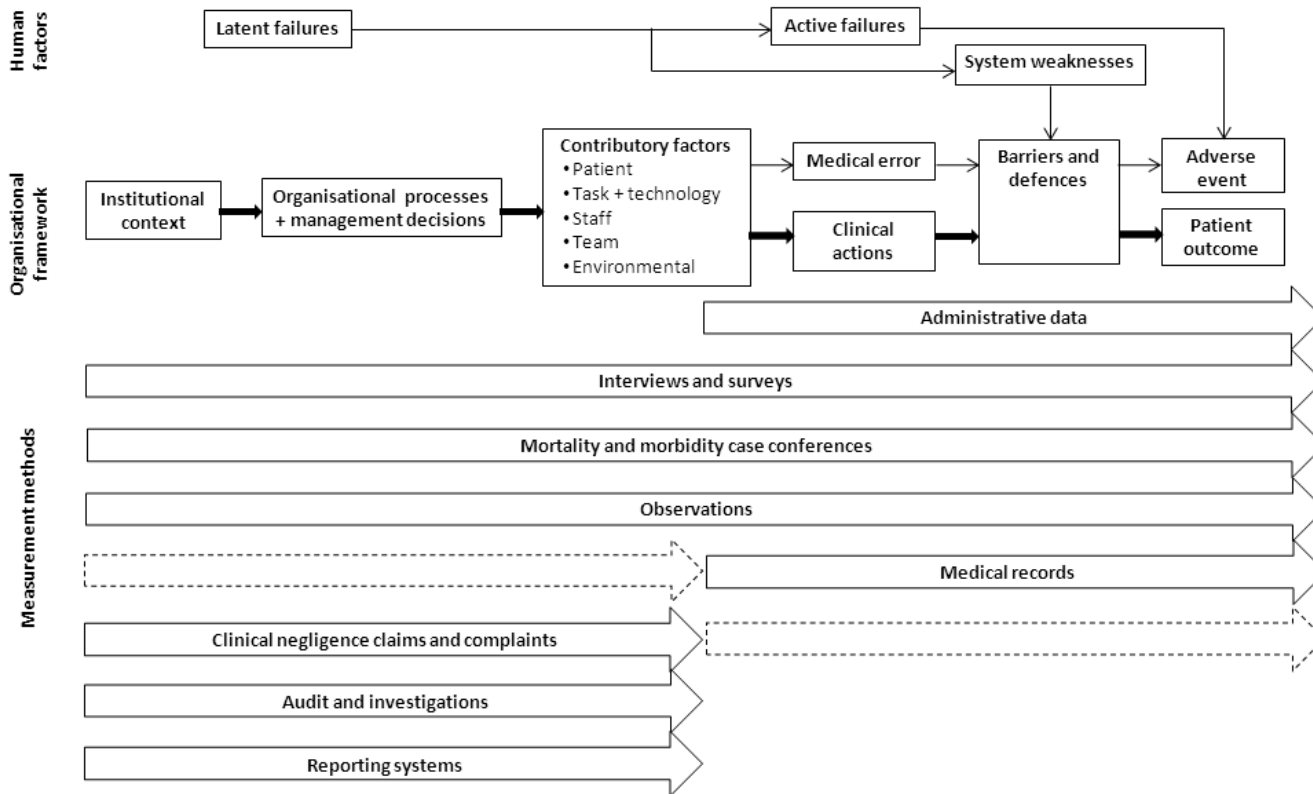 Human
factors
Latent failures
Active failures
System weaknesses
Organisational
framework
Institutional
context
Organisational processes
+ management decisions
Contributory factors
• Patient
• Task + technology
• Staff
• Team
• Environmental
Medical error
Clinical
actions
Barriers and
defences
Adverse
event
Patient
outcome
Measurement methods
Administrative data
Interviews and surveys
Mortality and morbidity case conferences
Observations
Medical records
Clinical negligence claims and complaints
Audit and investigations
Reporting systems